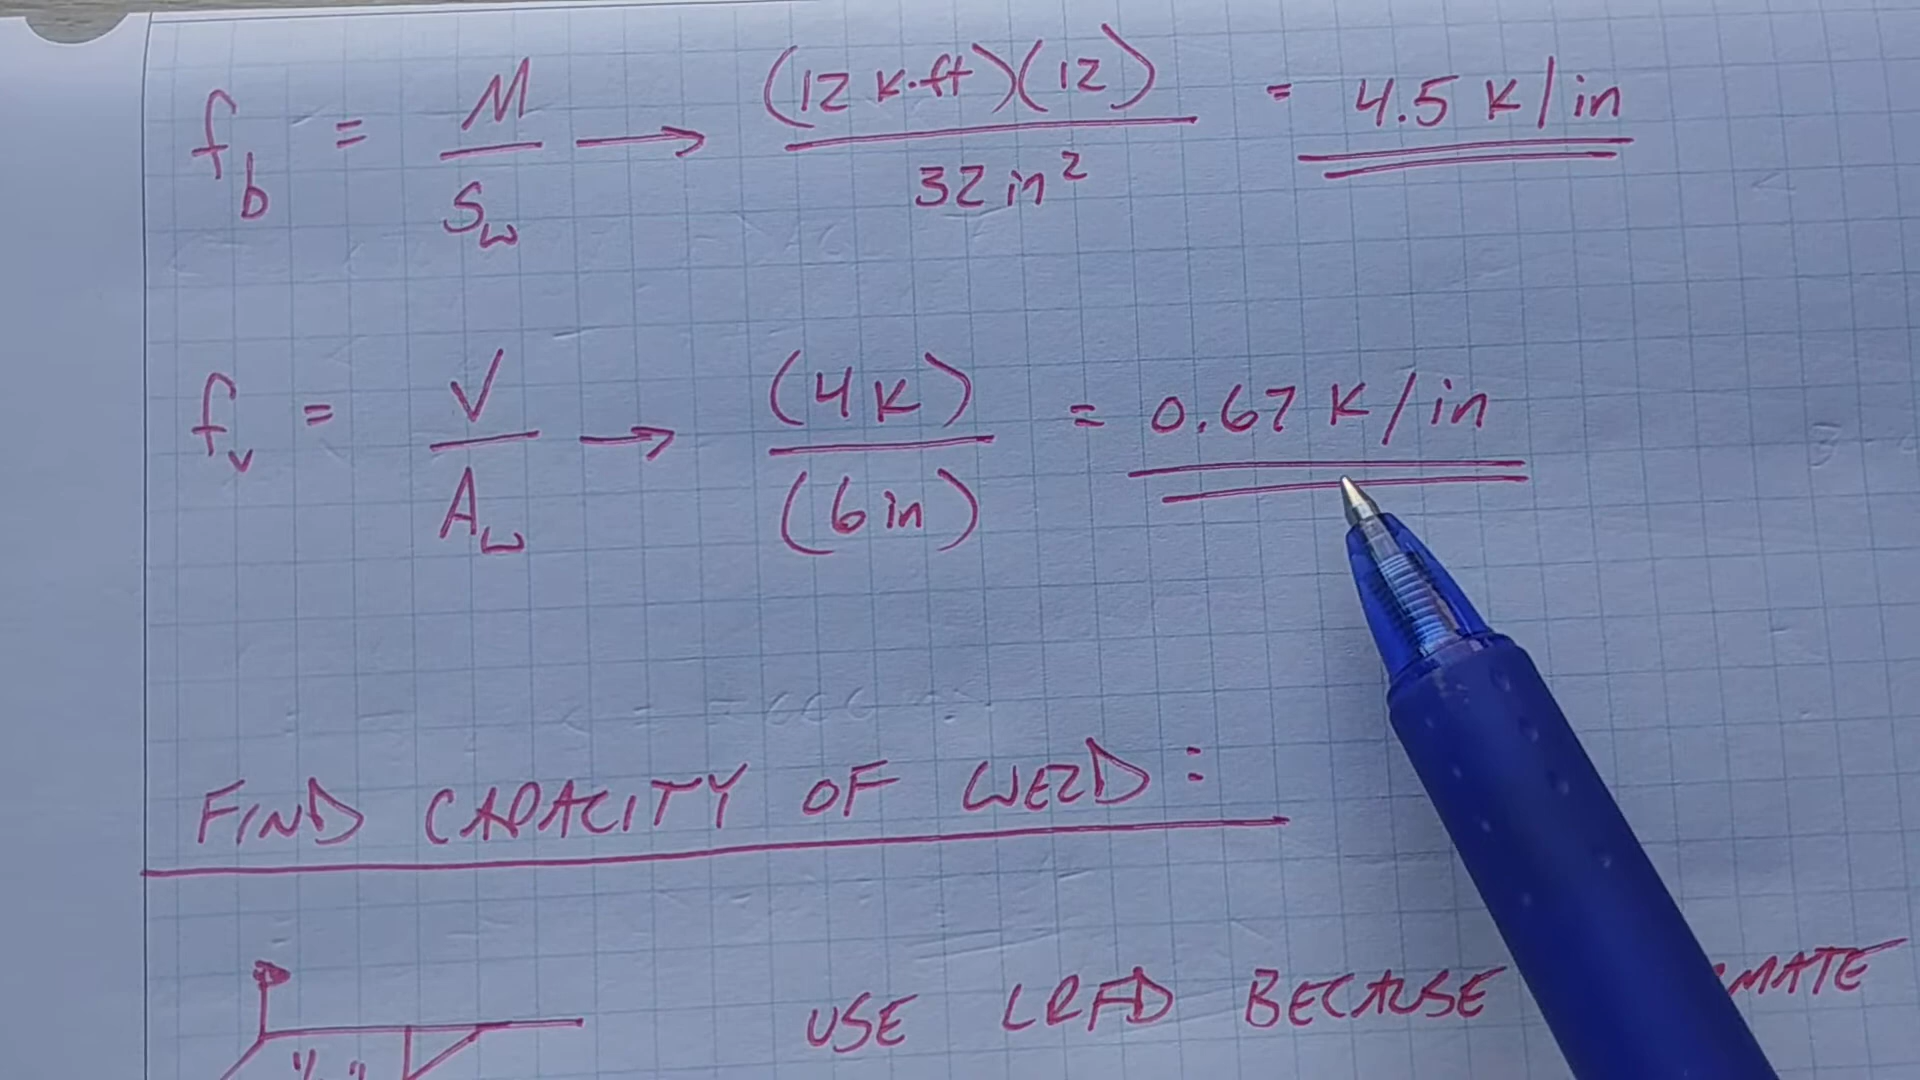 f_b = M / S_w → (12 K·ft)(12) / 32 in² = 4.5 K/in
f_v = V / A_w → (4K) / (6 in) = 0.67 K/in
FIND CAPACITY OF WELD:
USE LRFD BECAUSE